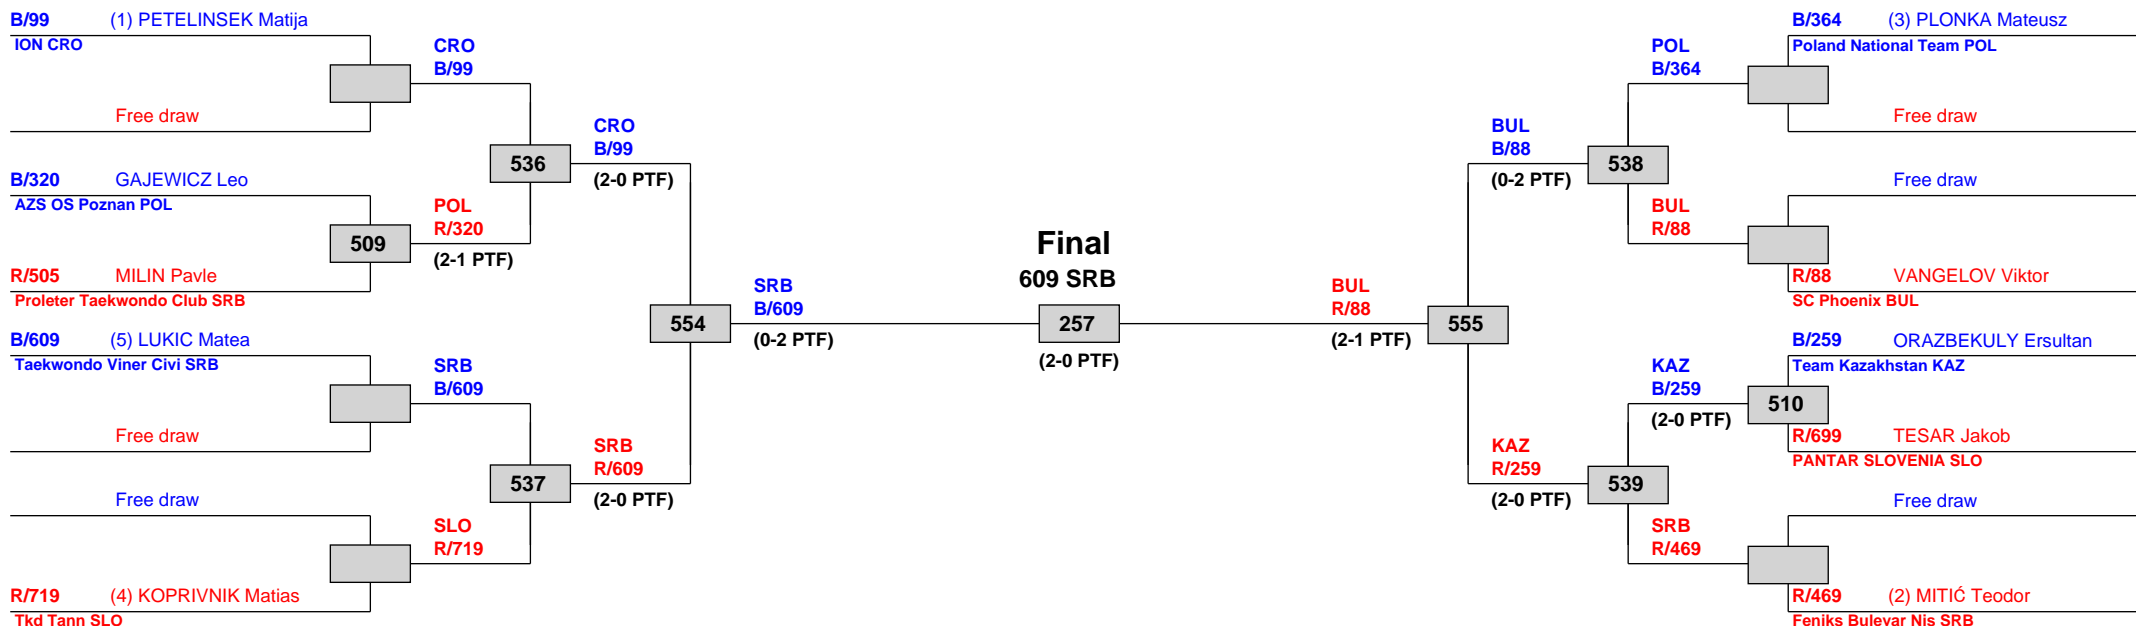 B/99 (1) PETELINSEK Matija
ION CRO
Free draw
B/320 GAJEWICZ Leo
AZS OS Poznan POL
R/505 MILIN Pavle
Proleter Taekwondo Club SRB
B/609 (5) LUKIC Matea
Taekwondo Viner Civi SRB
Free draw
Free draw
R/719 (4) KOPRIVNIK Matias
Tkd Tann SLO
509
CRO
B/99
POL
R/320
(2-1 PTF)
SRB
B/609
SLO
R/719
536
537
CRO
B/99
(2-0 PTF)
SRB
R/609
(2-0 PTF)
554
SRB
B/609
(0-2 PTF)
Final
609 SRB
257
(2-0 PTF)
BUL
R/88
(2-1 PTF)
555
BUL
B/88
(0-2 PTF)
KAZ
R/259
(2-0 PTF)
538
539
POL
B/364
BUL
R/88
KAZ
B/259
(2-0 PTF)
SRB
R/469
510
B/364 (3) PLONKA Mateusz
Poland National Team POL
Free draw
Free draw
R/88 VANGELOV Viktor
SC Phoenix BUL
B/259 ORAZBEKULY Ersultan
Team Kazakhstan KAZ
R/699 TESAR Jakob
PANTAR SLOVENIA SLO
Free draw
R/469 (2) MITIĆ Teodor
Feniks Bulevar Nis SRB